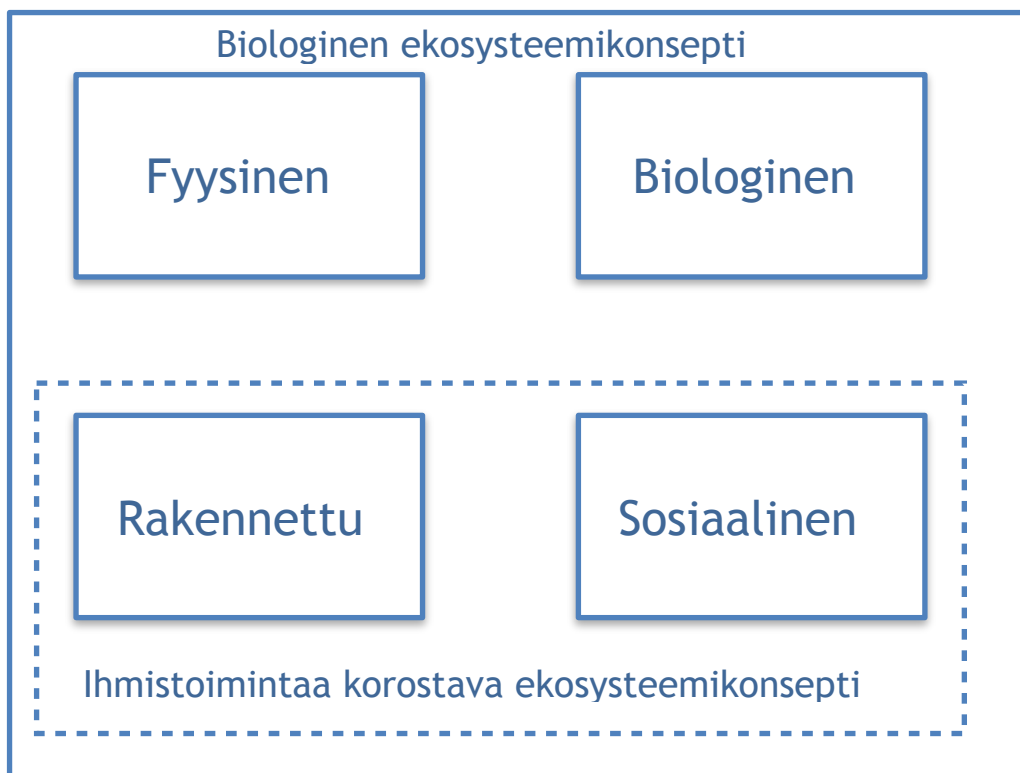 Biologinen ekosysteemikonsepti
Fyysinen
Biologinen
Rakennettu
Sosiaalinen
Ihmistoimintaa korostava ekosysteemikonsepti